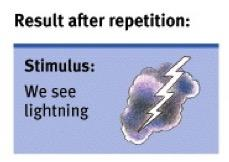 Result after repetition:
Stimulus:
We see
lightning